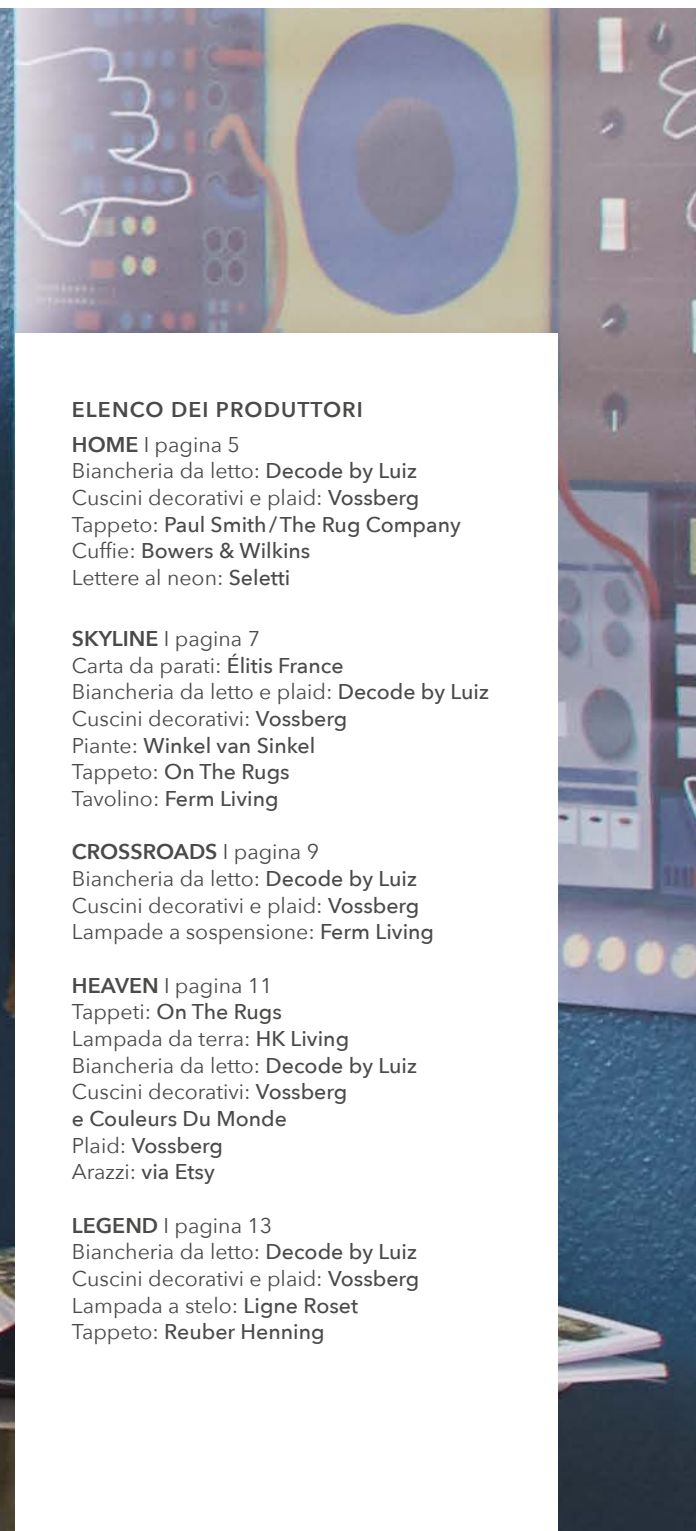 ELENCO DEI PRODUTTORI
HOME I pagina 5
Biancheria da letto: Decode by Luiz
Cuscini decorativi e plaid: Vossberg
Tappeto: Paul Smith/The Rug Company
Cuffie: Bowers & Wilkins
Lettere al neon: Seletti
SKYLINE I pagina 7
Carta da parati: Élitis France
Biancheria da letto e plaid: Decode by Luiz
Cuscini decorativi: Vossberg
Piante: Winkel van Sinkel
Tappeto: On The Rugs
Tavolino: Ferm Living
CROSSROADS I pagina 9
Biancheria da letto: Decode by Luiz
Cuscini decorativi e plaid: Vossberg
Lampade a sospensione: Ferm Living
HEAVEN I pagina 11
Tappeti: On The Rugs
Lampada da terra: HK Living
Biancheria da letto: Decode by Luiz
Cuscini decorativi: Vossberg
e Couleurs Du Monde
Plaid: Vossberg
Arazzi: via Etsy
LEGEND I pagina 13
Biancheria da letto: Decode by Luiz
Cuscini decorativi e plaid: Vossberg
Lampada a stelo: Ligne Roset
Tappeto: Reuber Henning